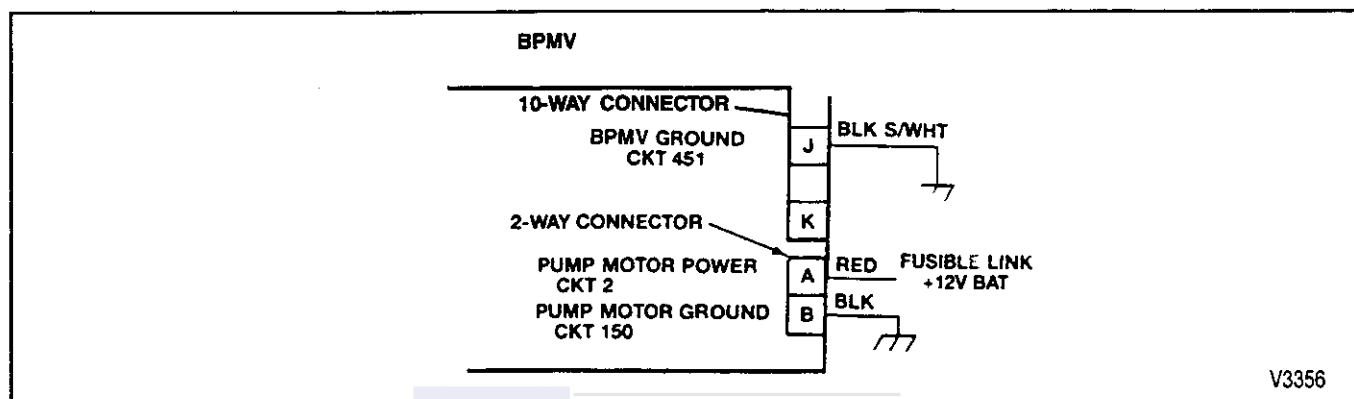 BPMV
10-WAY CONNECTOR
BPMV GROUND
CKT 451
J
BLK S/WHT
K
2-WAY CONNECTOR
PUMP MOTOR POWER
CKT 2
A
RED
FUSIBLE LINK
+12V BAT
PUMP MOTOR GROUND
CKT 150
B
BLK
V3356